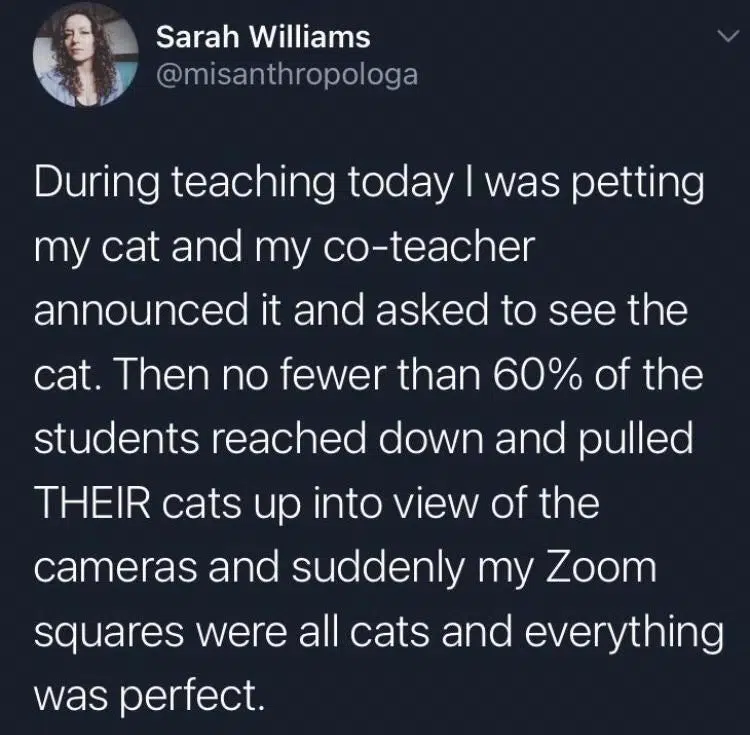 Sarah Williams
@misanthropologa
During teaching today I was petting
my cat and my co-teacher
announced it and asked to see the
cat. Then no fewer than 60% of the
students reached down and pulled
THEIR cats up into view of the
cameras and suddenly my Zoom
squares were all cats and everything
was perfect.